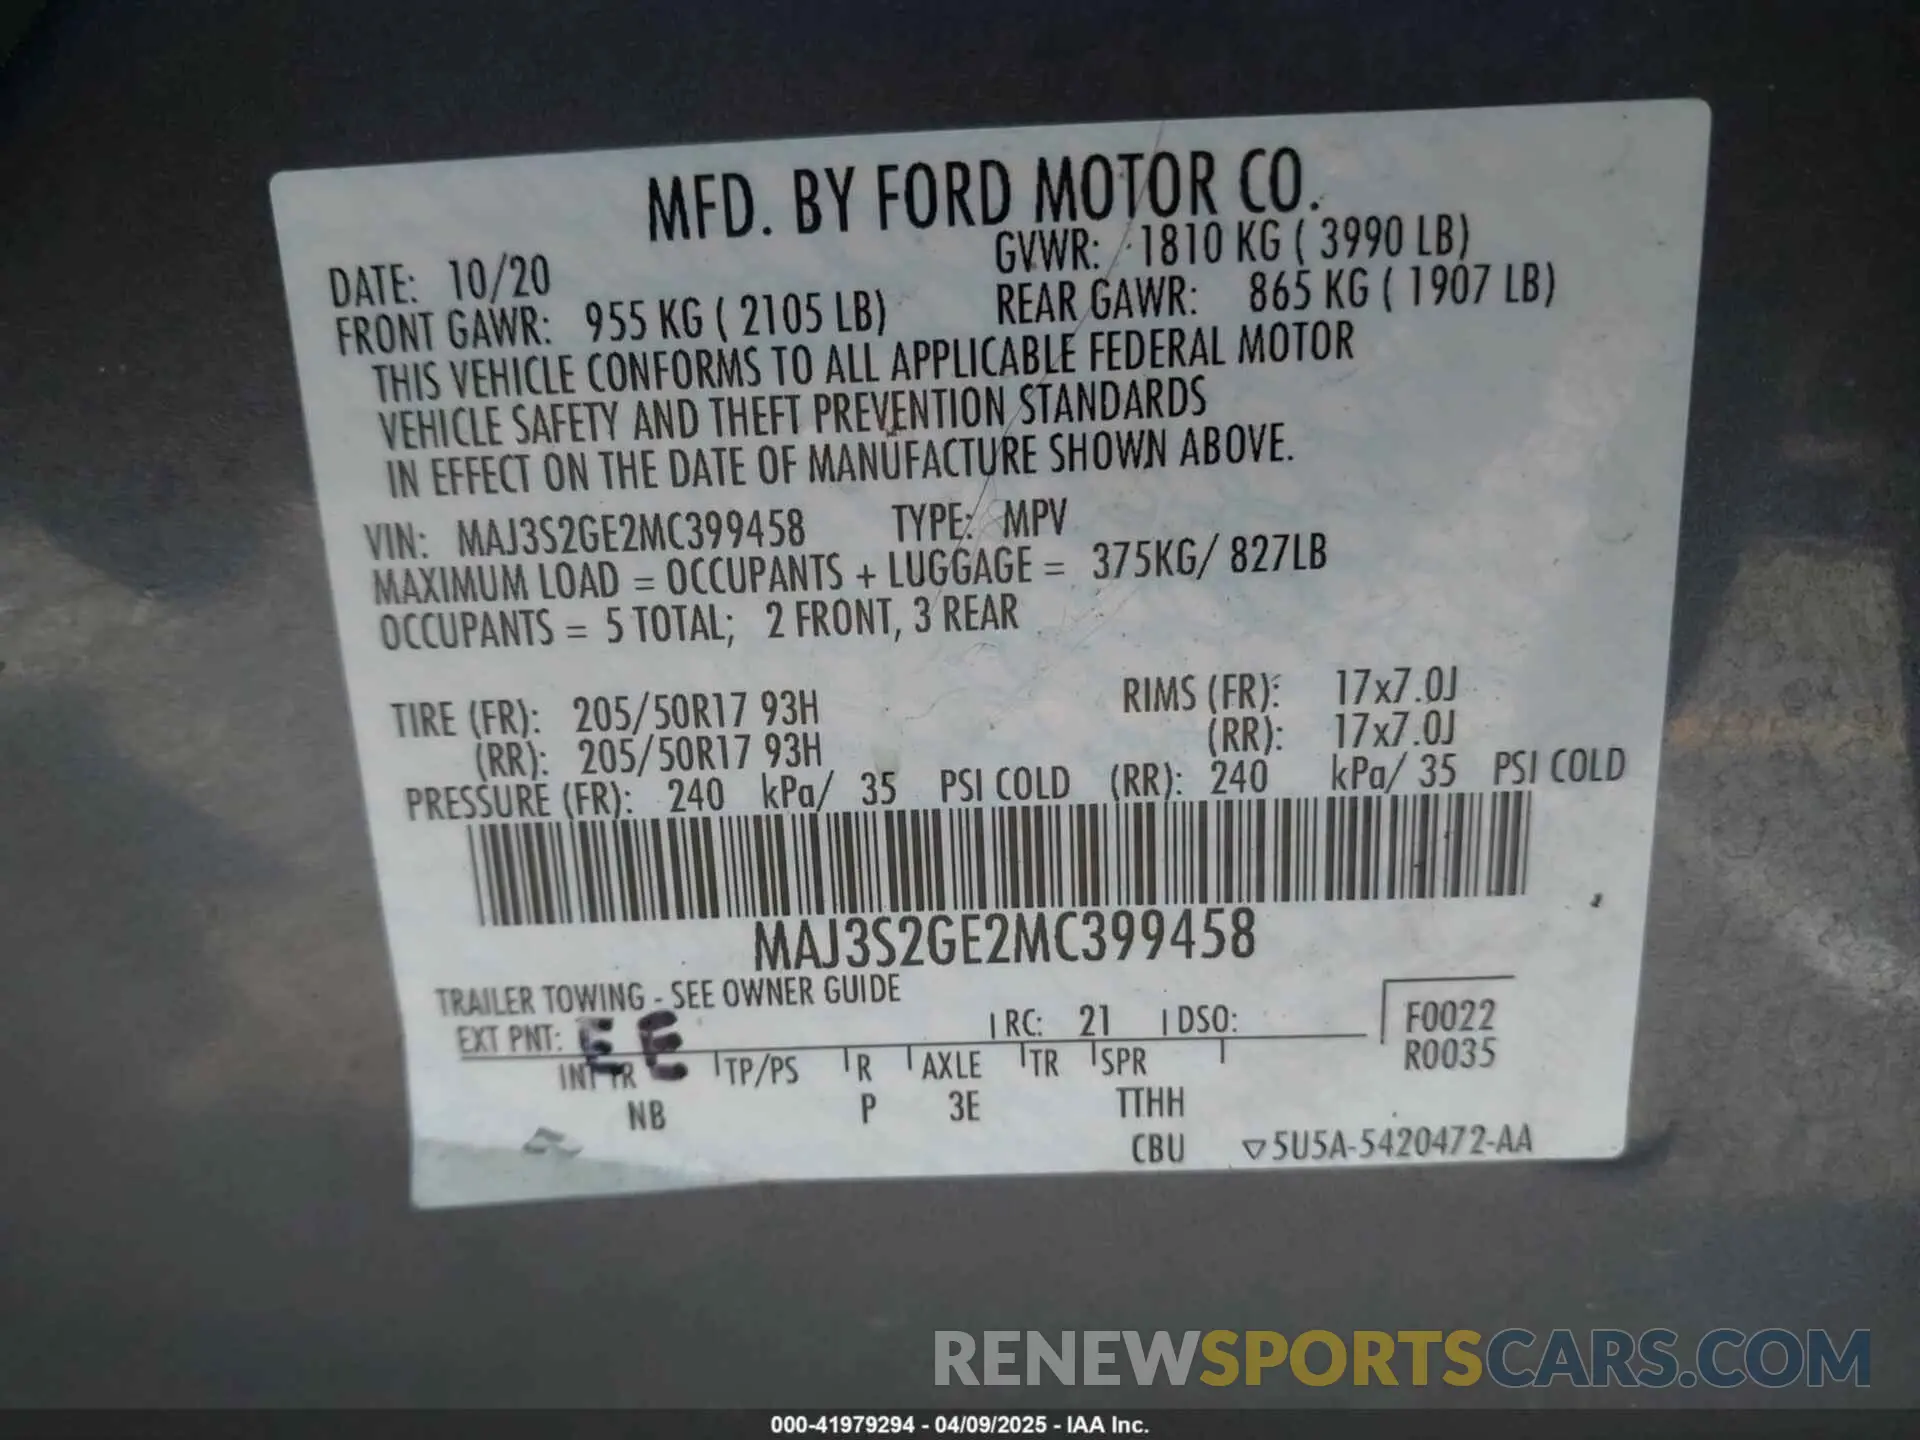 MFD. BY FORD MOTOR CO.
DATE: 10/20 GVWR: 1810 KG ( 3990 LB)
FRONT GAWR: 955 KG ( 2105 LB) REAR GAWR: 865 KG ( 1907 LB)
THIS VEHICLE CONFORMS TO ALL APPLICABLE FEDERAL MOTOR
VEHICLE SAFETY AND THEFT PREVENTION STANDARDS
IN EFFECT ON THE DATE OF MANUFACTURE SHOWN ABOVE.
VIN: MAJ3S2GE2MC399458 TYPE: MPV
MAXIMUM LOAD = OCCUPANTS + LUGGAGE = 375KG/ 827LB
OCCUPANTS = 5 TOTAL; 2 FRONT, 3 REAR
TIRE (FR): 205/50R17 93H RIMS (FR): 17x7.0J
(RR): 205/50R17 93H (RR): 17x7.0J
PRESSURE (FR): 240 kPa/ 35 PSI COLD (RR): 240 kPa/ 35 PSI COLD
MAJ3S2GE2MC399458
TRAILER TOWING - SEE OWNER GUIDE
EXT PNT: EE RC: 21 DSO: F0022
INT TR TP/PS R AXLE TR SPR R0035
NB P 3E TTHH
CBU ▽5U5A-5420472-AA
RENEWSPORTSCARS.COM
000-41979294 - 04/09/2025 - IAA Inc.